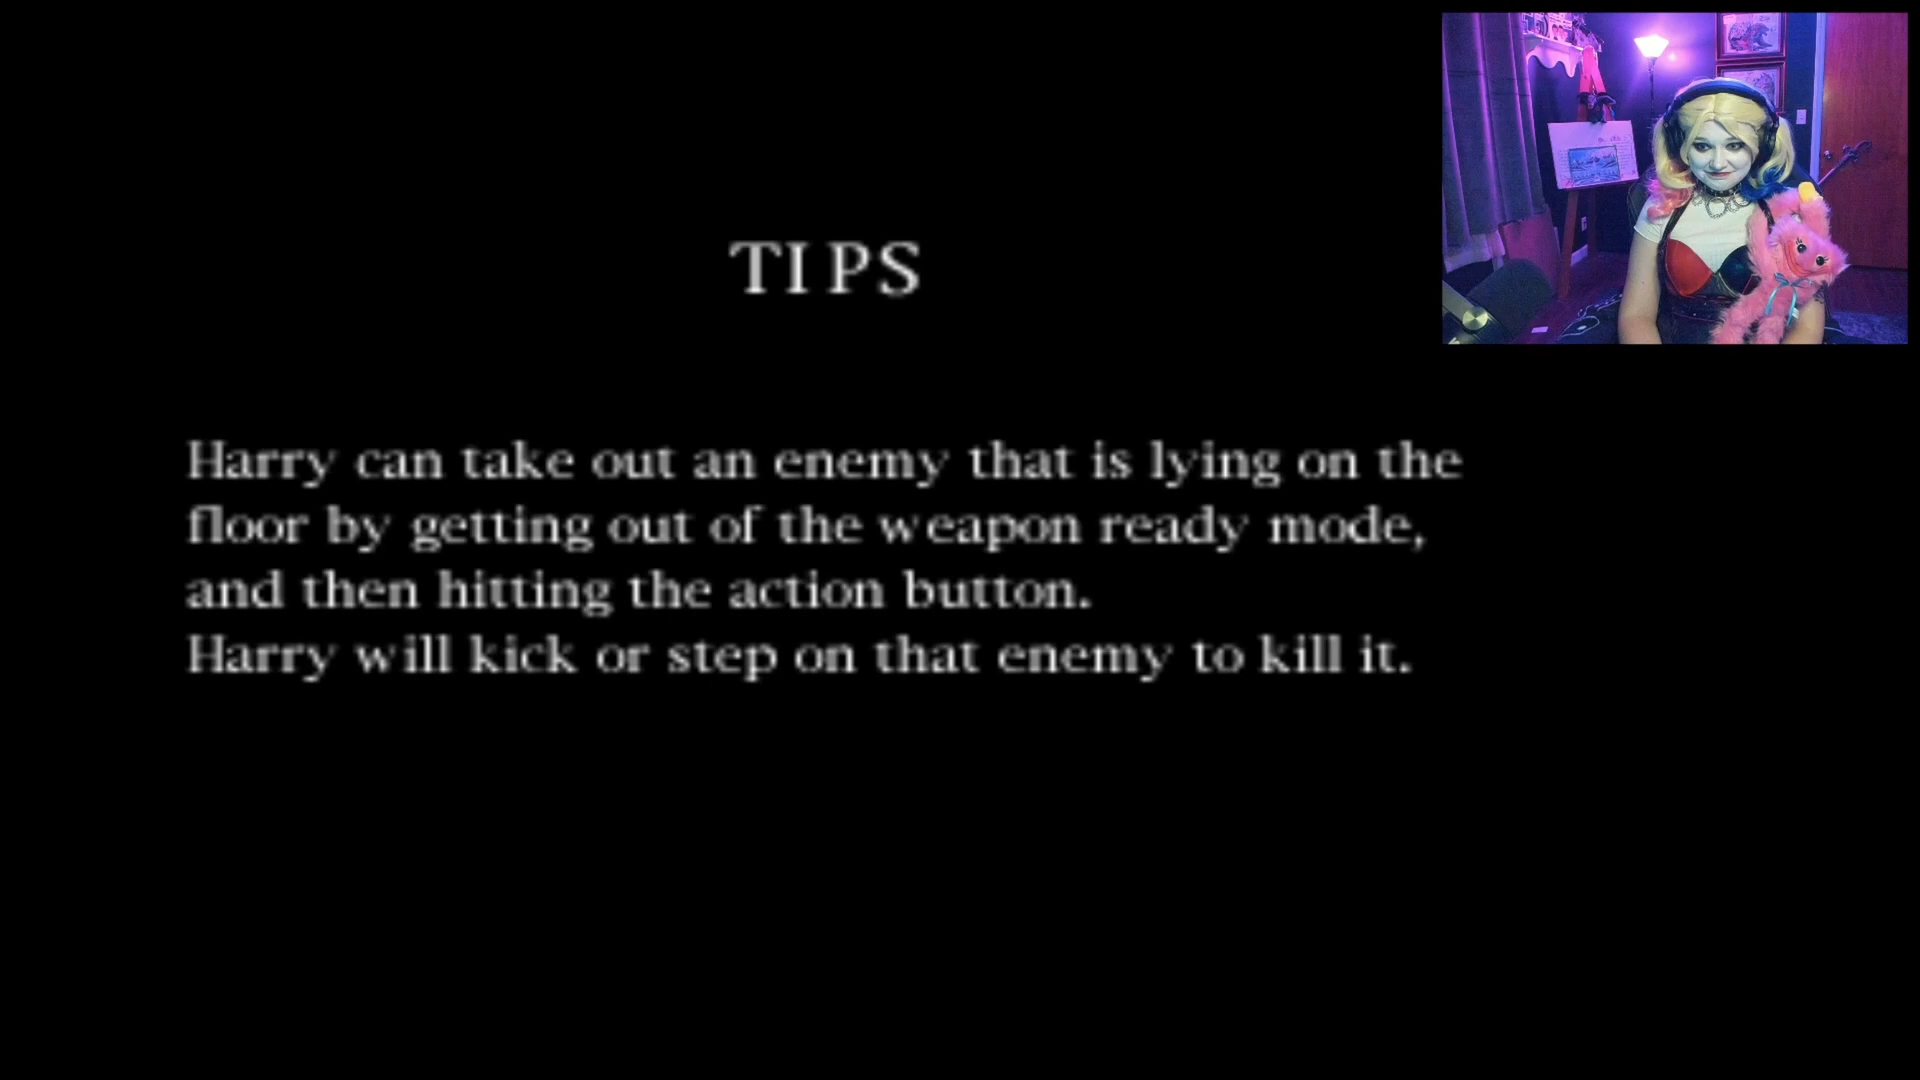 TIPS
Harry can take out an enemy that is lying on the
floor by getting out of the weapon ready mode,
and then hitting the action button.
Harry will kick or step on that enemy to kill it.